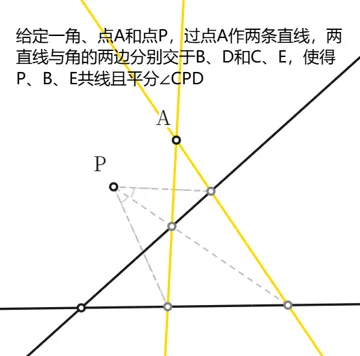 给定一角、点A和点P，过点A作两条直线，两
直线与角的两边分别交于B、D和C、E，使得
P、B、E共线且平分∠CPD
A
P